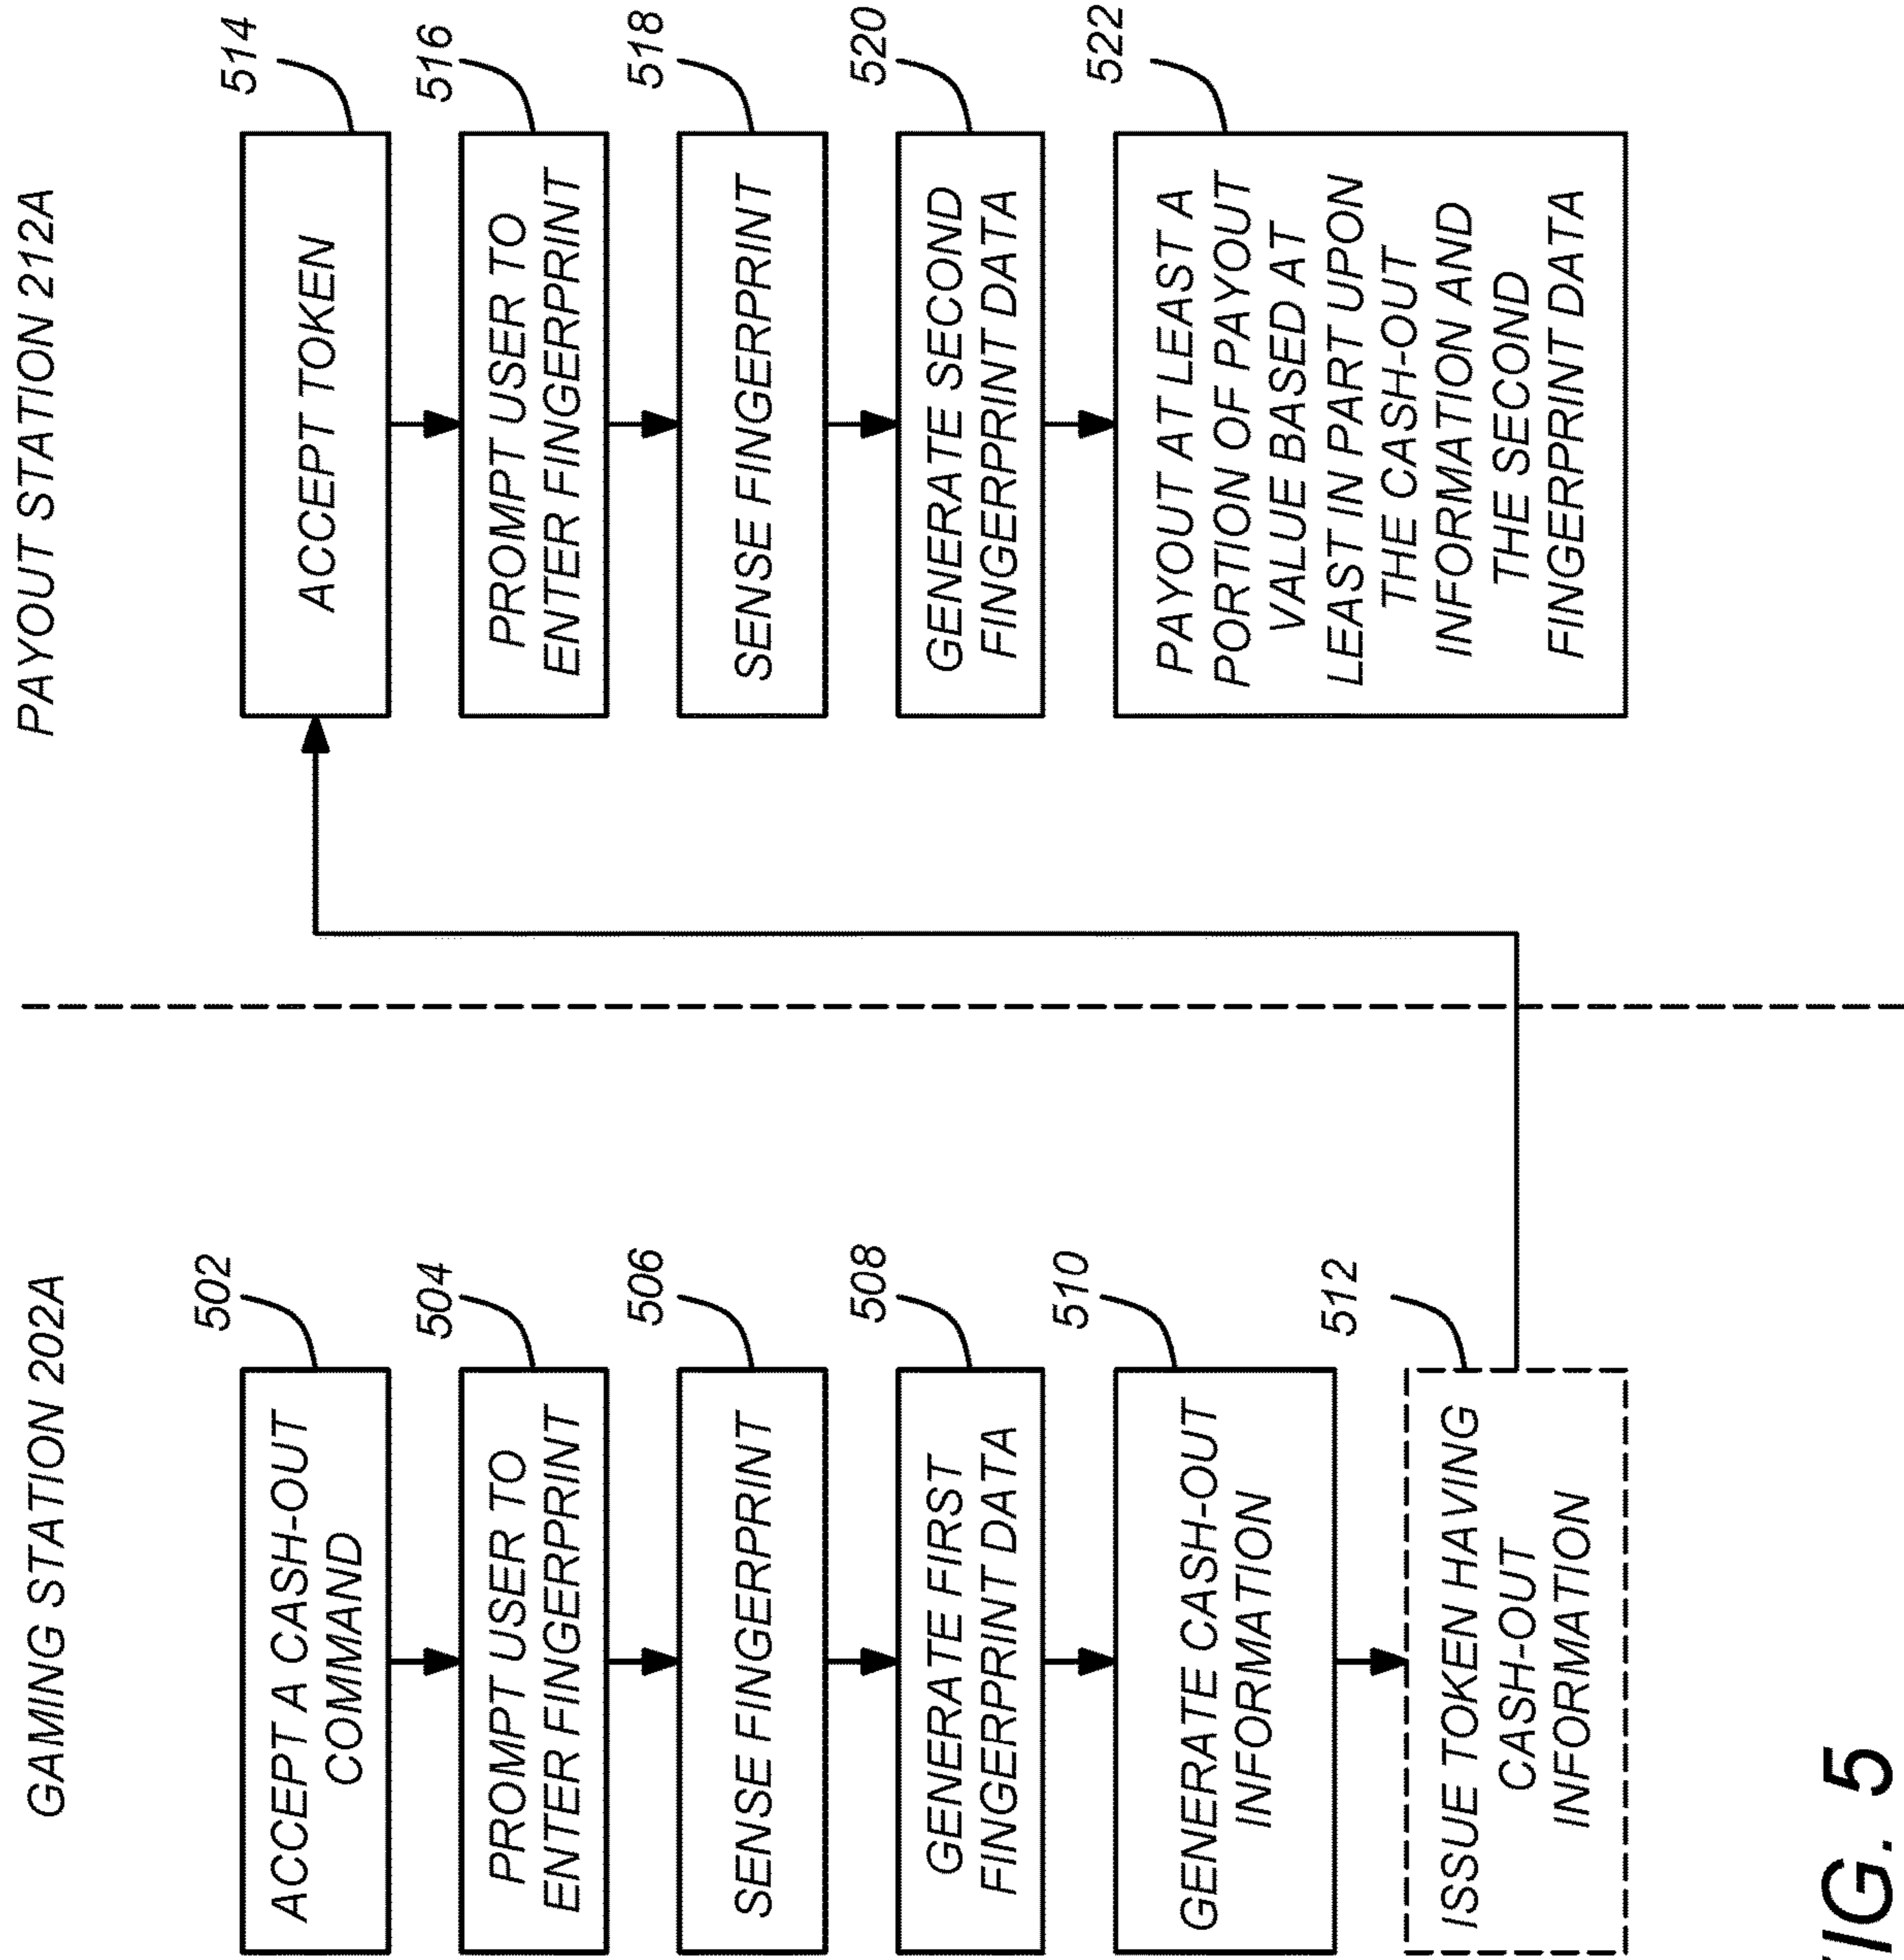 GAMING STATION 202A
502
ACCEPT A CASH-OUT
COMMAND
504
PROMPT USER TO
ENTER FINGERPRINT
506
SENSE FINGERPRINT
508
GENERATE FIRST
FINGERPRINT DATA
510
GENERATE CASH-OUT
INFORMATION
512
ISSUE TOKEN HAVING
CASH-OUT
INFORMATION
PAYOUT STATION 212A
514
ACCEPT TOKEN
516
PROMPT USER TO
ENTER FINGERPRINT
518
SENSE FINGERPRINT
520
GENERATE SECOND
FINGERPRINT DATA
522
PAYOUT AT LEAST A
PORTION OF PAYOUT
VALUE BASED AT
LEAST IN PART UPON
THE CASH-OUT
INFORMATION AND
THE SECOND
FINGERPRINT DATA
IG. 5